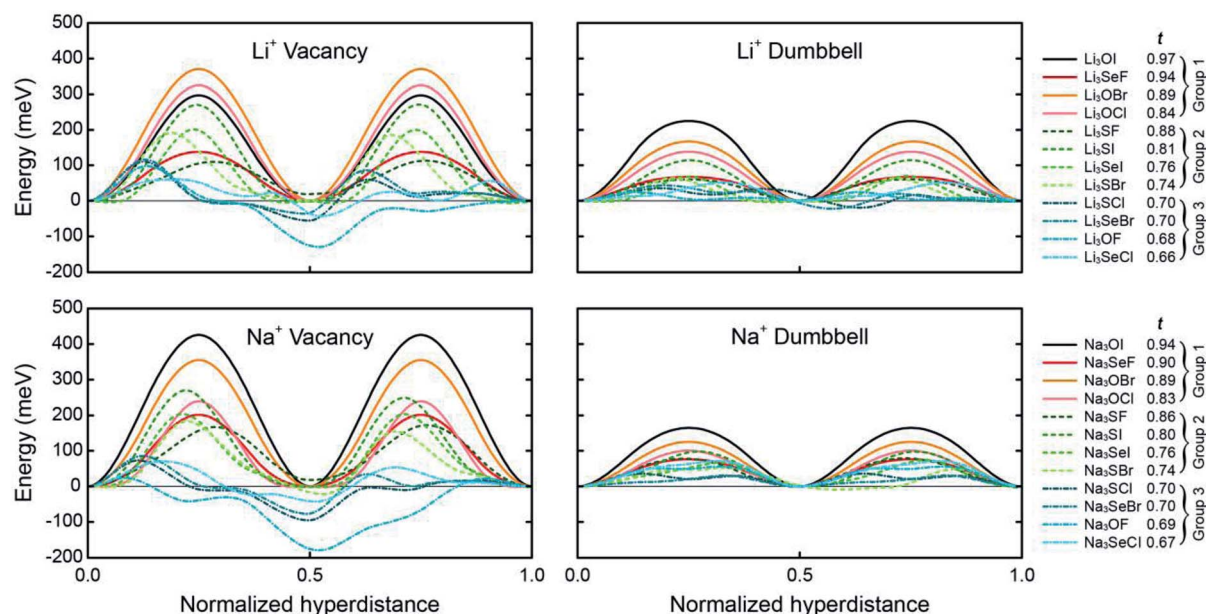 500
400
300
200
100
0
-100
-200
Energy (meV)
Li⁺ Vacancy
Li⁺ Dumbbell
t
Li₃OI 0.97
Li₃SeF 0.94
Li₃OBr 0.89
Li₃OCl 0.84
Group 1
Li₃SF 0.88
Li₃SI 0.81
Li₃SeI 0.76
Li₃SBr 0.74
Group 2
Li₃SCl 0.70
Li₃SeBr 0.70
Li₃OF 0.68
Li₃SeCl 0.66
Group 3
500
400
300
200
100
0
-100
-200
Energy (meV)
Na⁺ Vacancy
Na⁺ Dumbbell
t
Na₃OI 0.94
Na₃SeF 0.90
Na₃OBr 0.89
Na₃OCl 0.83
Group 1
Na₃SF 0.86
Na₃SI 0.80
Na₃SeI 0.76
Na₃SBr 0.74
Group 2
Na₃SCl 0.70
Na₃SeBr 0.70
Na₃OF 0.69
Na₃SeCl 0.67
Group 3
0.0 0.5 1.0
0.0 0.5 1.0
Normalized hyperdistance
Normalized hyperdistance